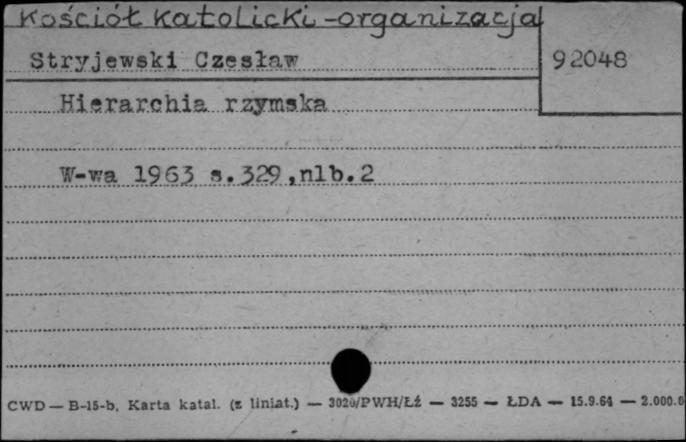 Kościół Katolicki-organizacja
Stryjewski Czesław
92048
Hierarchia rzymska
W-wa 1963 s.329,nlb.2
CWD — B-15-b, Karta katal. (z liniat.) — 3020/PWH/Łź — 3255 — ŁDA — 15.9.64 — 2.000.0